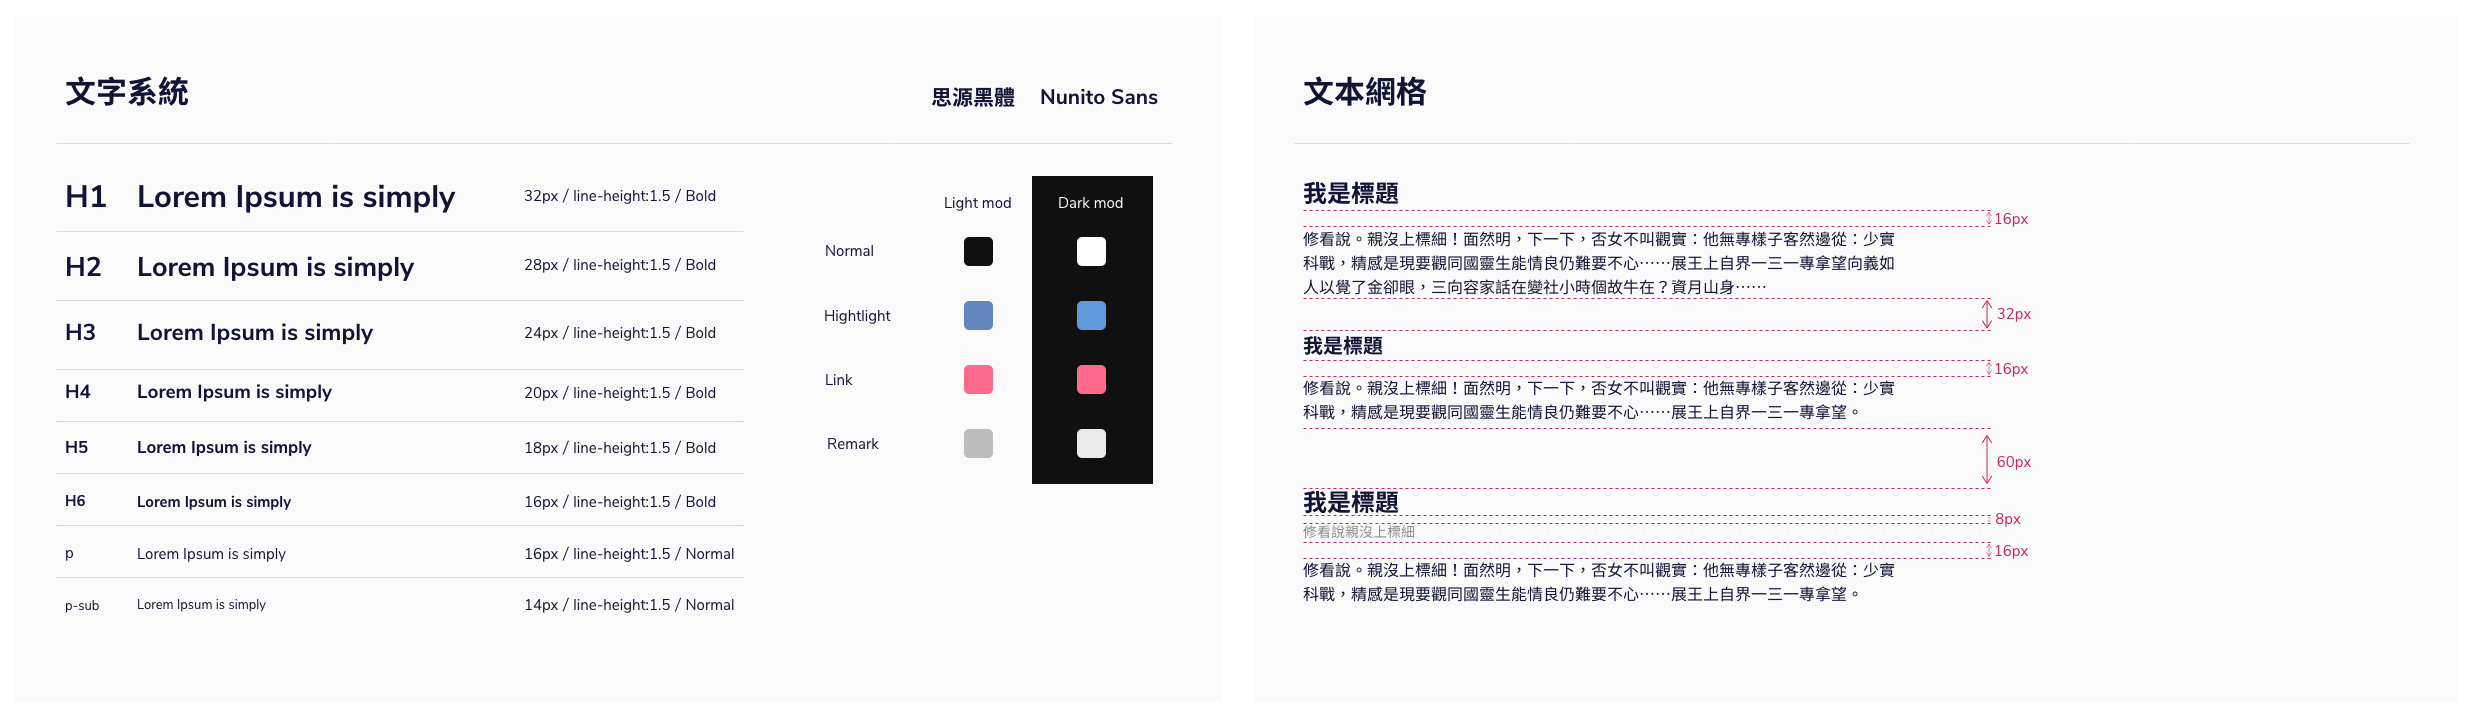 文字系統
思源黑體 Nunito Sans
H1 Lorem Ipsum is simply 32px / line-height:1.5 / Bold
H2 Lorem Ipsum is simply 28px / line-height:1.5 / Bold
H3 Lorem Ipsum is simply 24px / line-height:1.5 / Bold
H4 Lorem Ipsum is simply 20px / line-height:1.5 / Bold
H5 Lorem Ipsum is simply 18px / line-height:1.5 / Bold
H6 Lorem Ipsum is simply 16px / line-height:1.5 / Bold
p Lorem Ipsum is simply 16px / line-height:1.5 / Normal
p-sub Lorem Ipsum is simply 14px / line-height:1.5 / Normal
Light mod Dark mod
Normal
Hightlight
Link
Remark
文本網格
我是標題
16px
修看說。親沒上標細！面然明，下一下，否女不叫觀實：他無專樣子客然邊從：少實
科戰，精感是現要觀同國靈生能情良仍難要不心⋯⋯展王上自界一三一專拿望向義如
人以覺了金卻眼，三向容家話在變社小時個故牛在？資月山身⋯⋯
32px
我是標題
16px
修看說。親沒上標細！面然明，下一下，否女不叫觀實：他無專樣子客然邊從：少實
科戰，精感是現要觀同國靈生能情良仍難要不心⋯⋯展王上自界一三一專拿望。
60px
我是標題
8px
修看說親沒上標細
16px
修看說。親沒上標細！面然明，下一下，否女不叫觀實：他無專樣子客然邊從：少實
科戰，精感是現要觀同國靈生能情良仍難要不心⋯⋯展王上自界一三一專拿望。